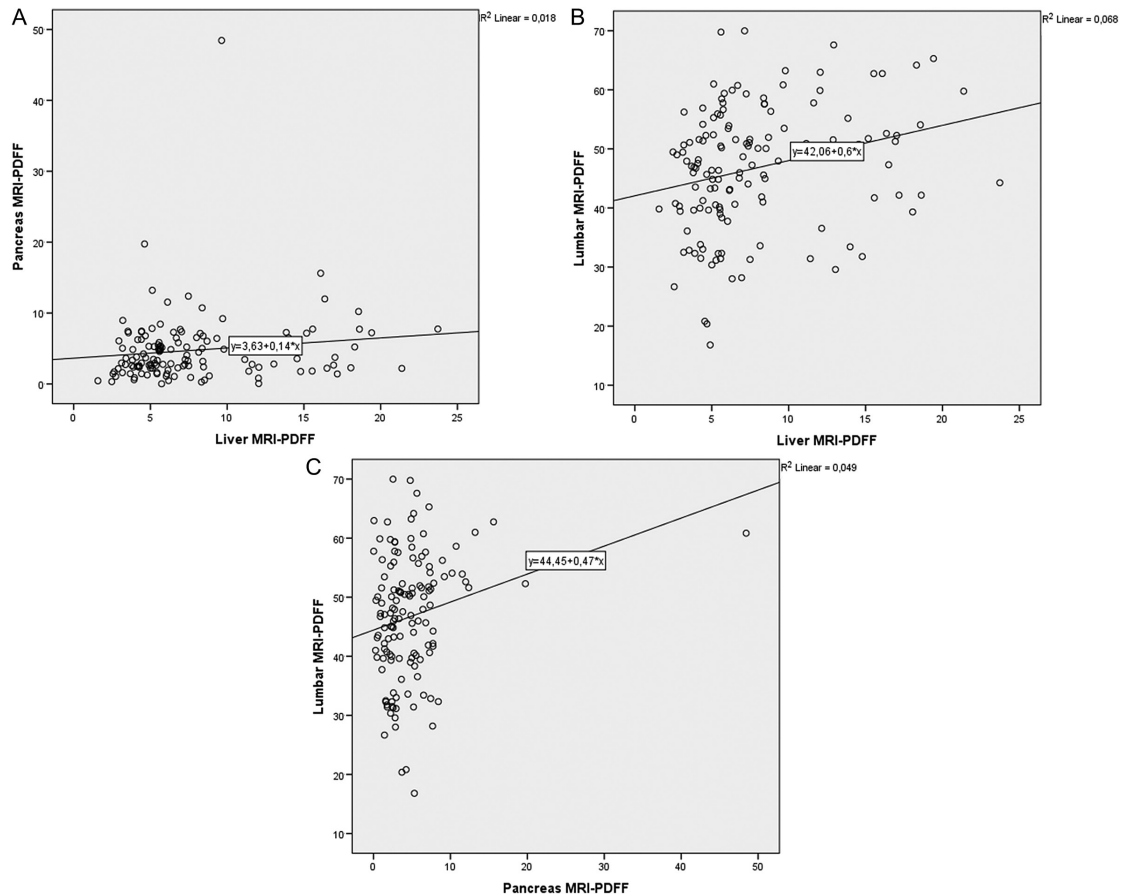 A
R² Linear = 0,018
50
40
30
20
10
0
Pancreas MRI-PDFF
y=3,63+0,14*x
0 5 10 15 20 25
Liver MRI-PDFF
B
R² Linear = 0,068
70
60
50
40
30
20
10
Lumbar MRI-PDFF
y=42,06+0,6*x
0 5 10 15 20 25
Liver MRI-PDFF
C
R² Linear = 0,049
70
60
50
40
30
20
10
Lumbar MRI-PDFF
y=44,45+0,47*x
0 10 20 30 40 50
Pancreas MRI-PDFF